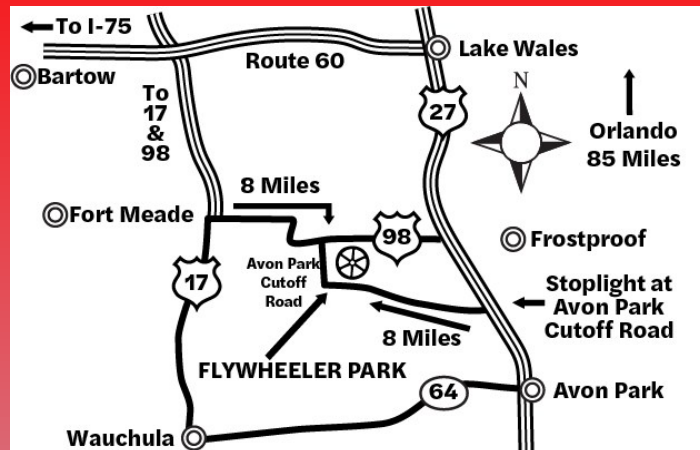 To I-75
Lake Wales
Route 60
Bartow
To
17
&
98
27
N
Orlando
85 Miles
8 Miles
Fort Meade
98
Frostproof
17
Avon Park
Cutoff
Road
Stoplight at
Avon Park
Cutoff Road
8 Miles
FLYWHEELER PARK
64
Avon Park
Wauchula